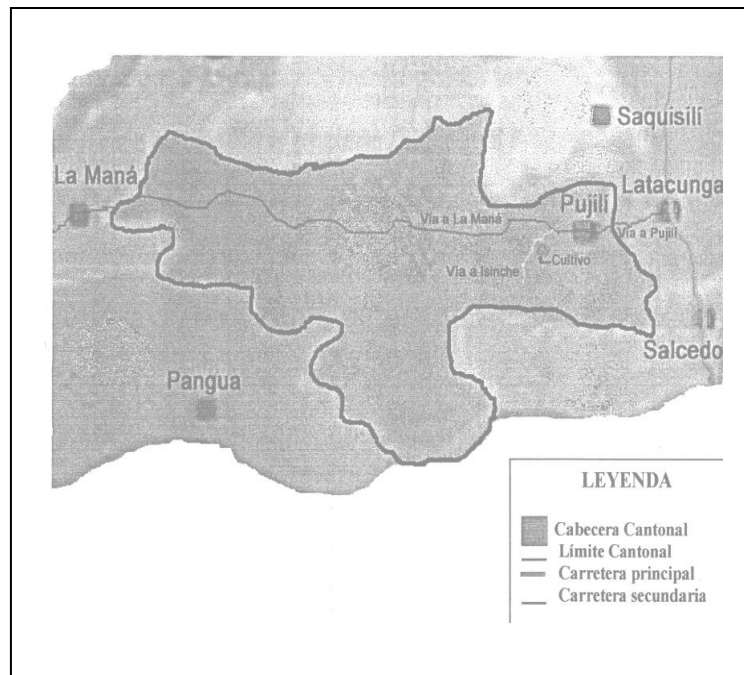 Saquisilí
La Maná
Latacunga
Pujilí
Vía a La Maná
Vía a Pujilí
Cultivo
Vía a Isinche
Salcedo
Pangua
LEYENDA
Cabecera Cantonal
Límite Cantonal
Carretera principal
Carretera secundaria